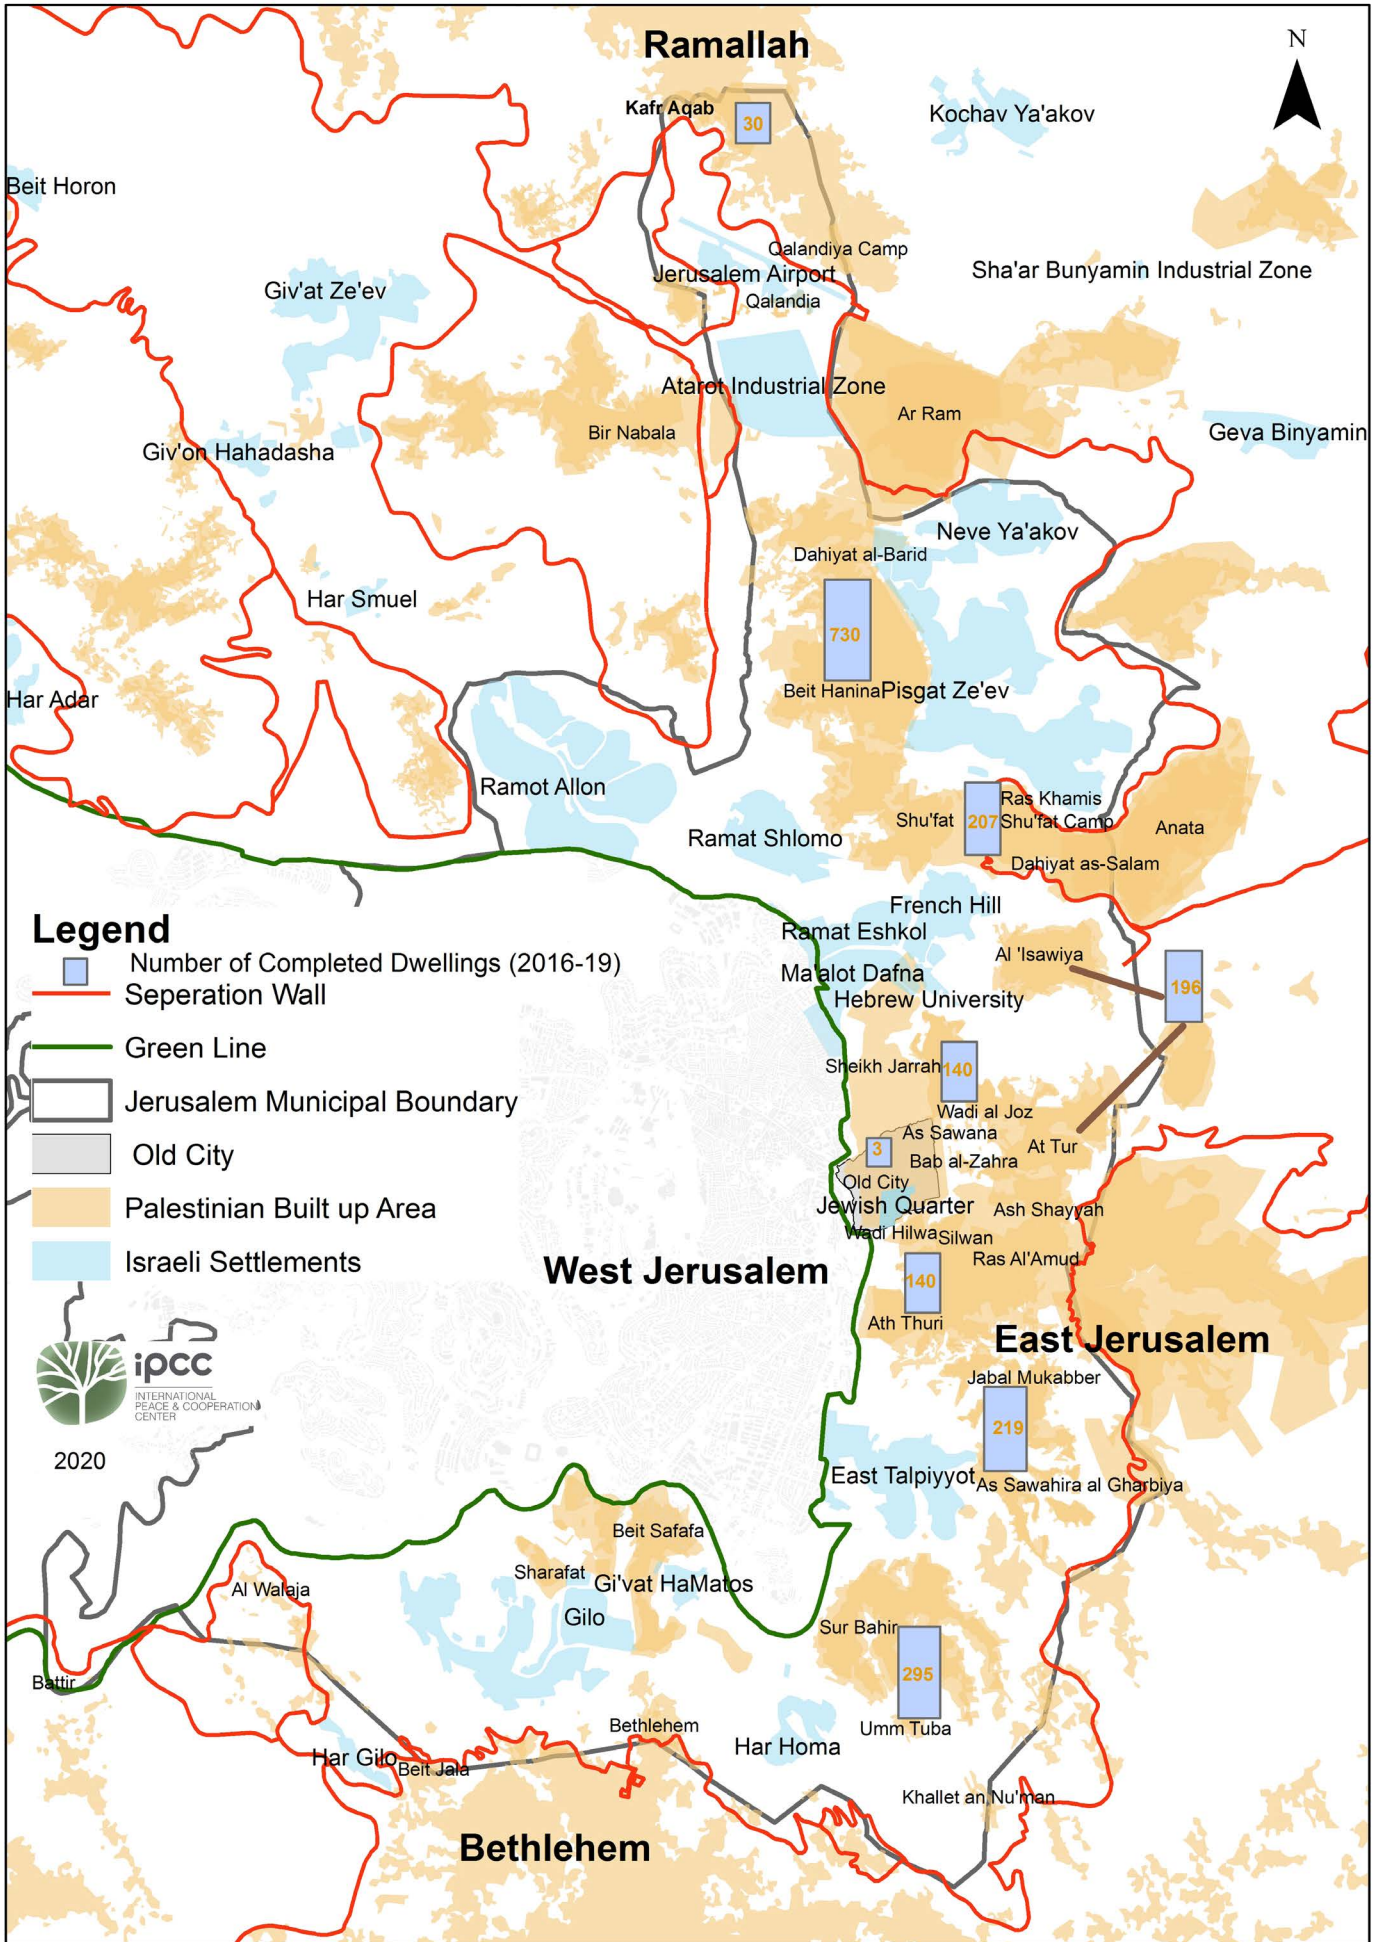 Ramallah
N
Kafr Aqab
30
Kochav Ya'akov
Beit Horon
Qalandiya Camp
Jerusalem Airport
Sha'ar Bunyamin Industrial Zone
Giv'at Ze'ev
Qalandia
Atarot Industrial Zone
Ar Ram
Bir Nabala
Geva Binyamin
Giv'on Hahadasha
Neve Ya'akov
Dahiyat al-Barid
Har Smuel
730
Beit Hanina
Pisgat Ze'ev
Har Adar
Ramot Allon
Ras Khamis
Shu'fat
207
Shu'fat Camp
Anata
Ramat Shlomo
Dahiyat as-Salam
French Hill
Ramat Eshkol
Al 'Isawiya
Ma'alot Dafna
196
Hebrew University
Legend
Number of Completed Dwellings (2016-19)
Seperation Wall
Green Line
Jerusalem Municipal Boundary
Old City
Palestinian Built up Area
Israeli Settlements
Sheikh Jarrah
140
Wadi al Joz
As Sawana
3
At Tur
Bab al-Zahra
Old City
Jewish Quarter
Ash Shayyah
Wadi Hilwa
Silwan
Ras Al'Amud
West Jerusalem
140
Ath Thuri
East Jerusalem
Jabal Mukabber
219
East Talpiyyot
As Sawahira al Gharbiya
ipcc
INTERNATIONAL
PEACE & COOPERATION
CENTER
2020
Beit Safafa
Sharafat
Gi'vat HaMatos
Al Walaja
Gilo
Sur Bahir
295
Battir
Umm Tuba
Bethlehem
Har Homa
Har Gilo
Beit Jala
Khallet an Nu'man
Bethlehem